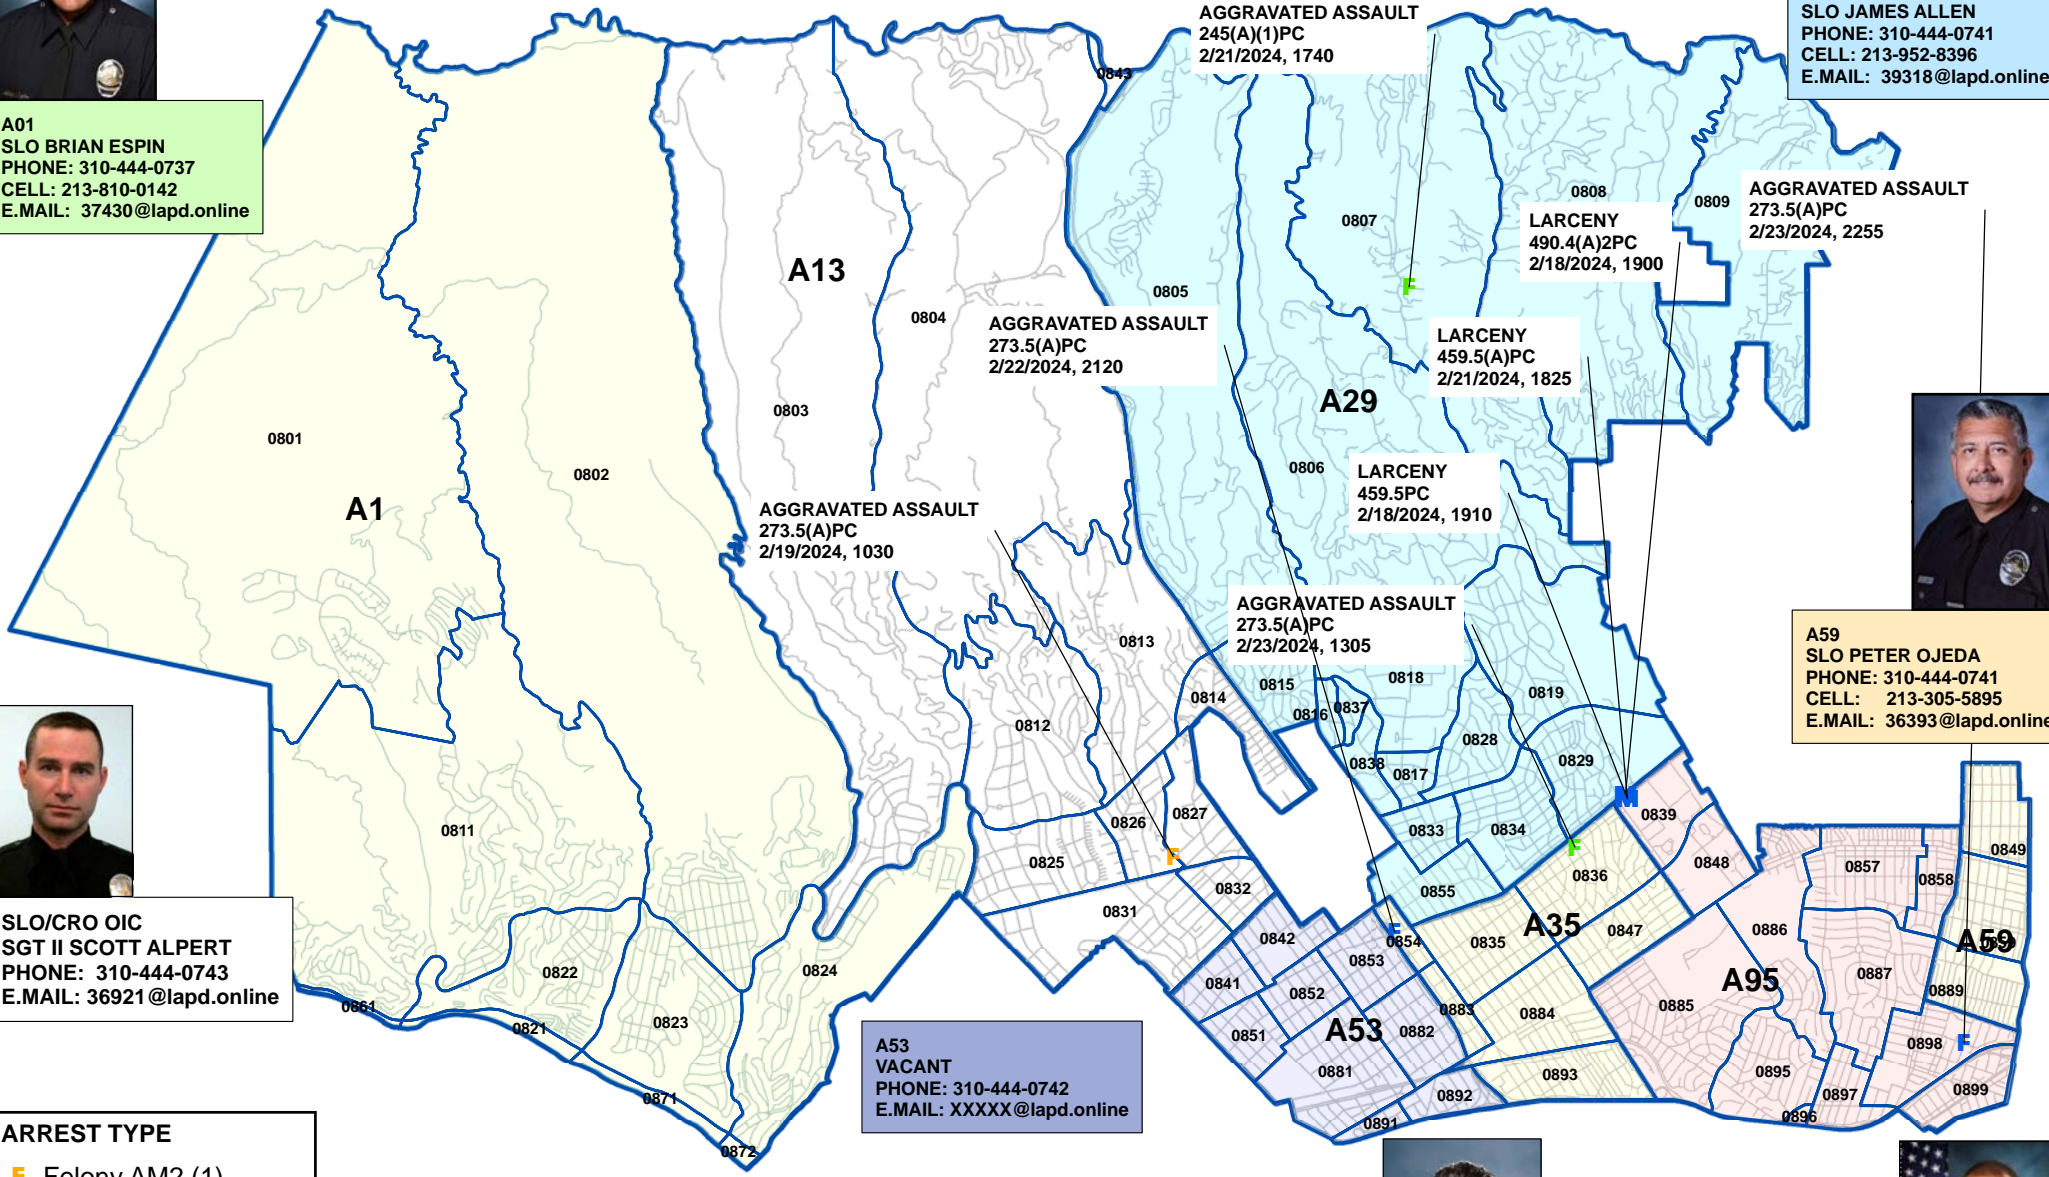 AGGRAVATED ASSAULT
245(A)(1)PC
2/21/2024, 1740
SLO JAMES ALLEN
PHONE: 310-444-0741
CELL: 213-952-8396
E.MAIL: 39318@lapd.online
A01
SLO BRIAN ESPIN
PHONE: 310-444-0737
CELL: 213-810-0142
E.MAIL: 37430@lapd.online
0843
0807
0808
0809
AGGRAVATED ASSAULT
273.5(A)PC
2/23/2024, 2255
LARCENY
490.4(A)2PC
2/18/2024, 1900
A13
0805
F
0804
AGGRAVATED ASSAULT
273.5(A)PC
2/22/2024, 2120
LARCENY
459.5(A)PC
2/21/2024, 1825
0803
A29
0801
0802
0806
LARCENY
459.5PC
2/18/2024, 1910
A1
AGGRAVATED ASSAULT
273.5(A)PC
2/19/2024, 1030
AGGRAVATED ASSAULT
273.5(A)PC
2/23/2024, 1305
0813
A59
SLO PETER OJEDA
PHONE: 310-444-0741
CELL: 213-305-5895
E.MAIL: 36393@lapd.online
0814
0815
0818
0819
0816
0837
0812
0828
0838
0817
0829
M
0811
0825
0826
0827
F
0833
0834
F
0839
0848
0836
0857
0858
0849
0832
0855
0831
SLO/CRO OIC
SGT II SCOTT ALPERT
PHONE: 310-444-0743
E.MAIL: 36921@lapd.online
0842
0853
F
0854
0835
A35
0847
0886
A59
0822
0824
0841
0852
A95
0887
0889
0861
0821
0823
0851
A53
0882
0883
0884
0885
0898
F
A53
VACANT
PHONE: 310-444-0742
E.MAIL: XXXXX@lapd.online
0881
0893
0895
0897
0899
0871
0892
0891
0896
0872
ARREST TYPE
F Felony AM2 (1)